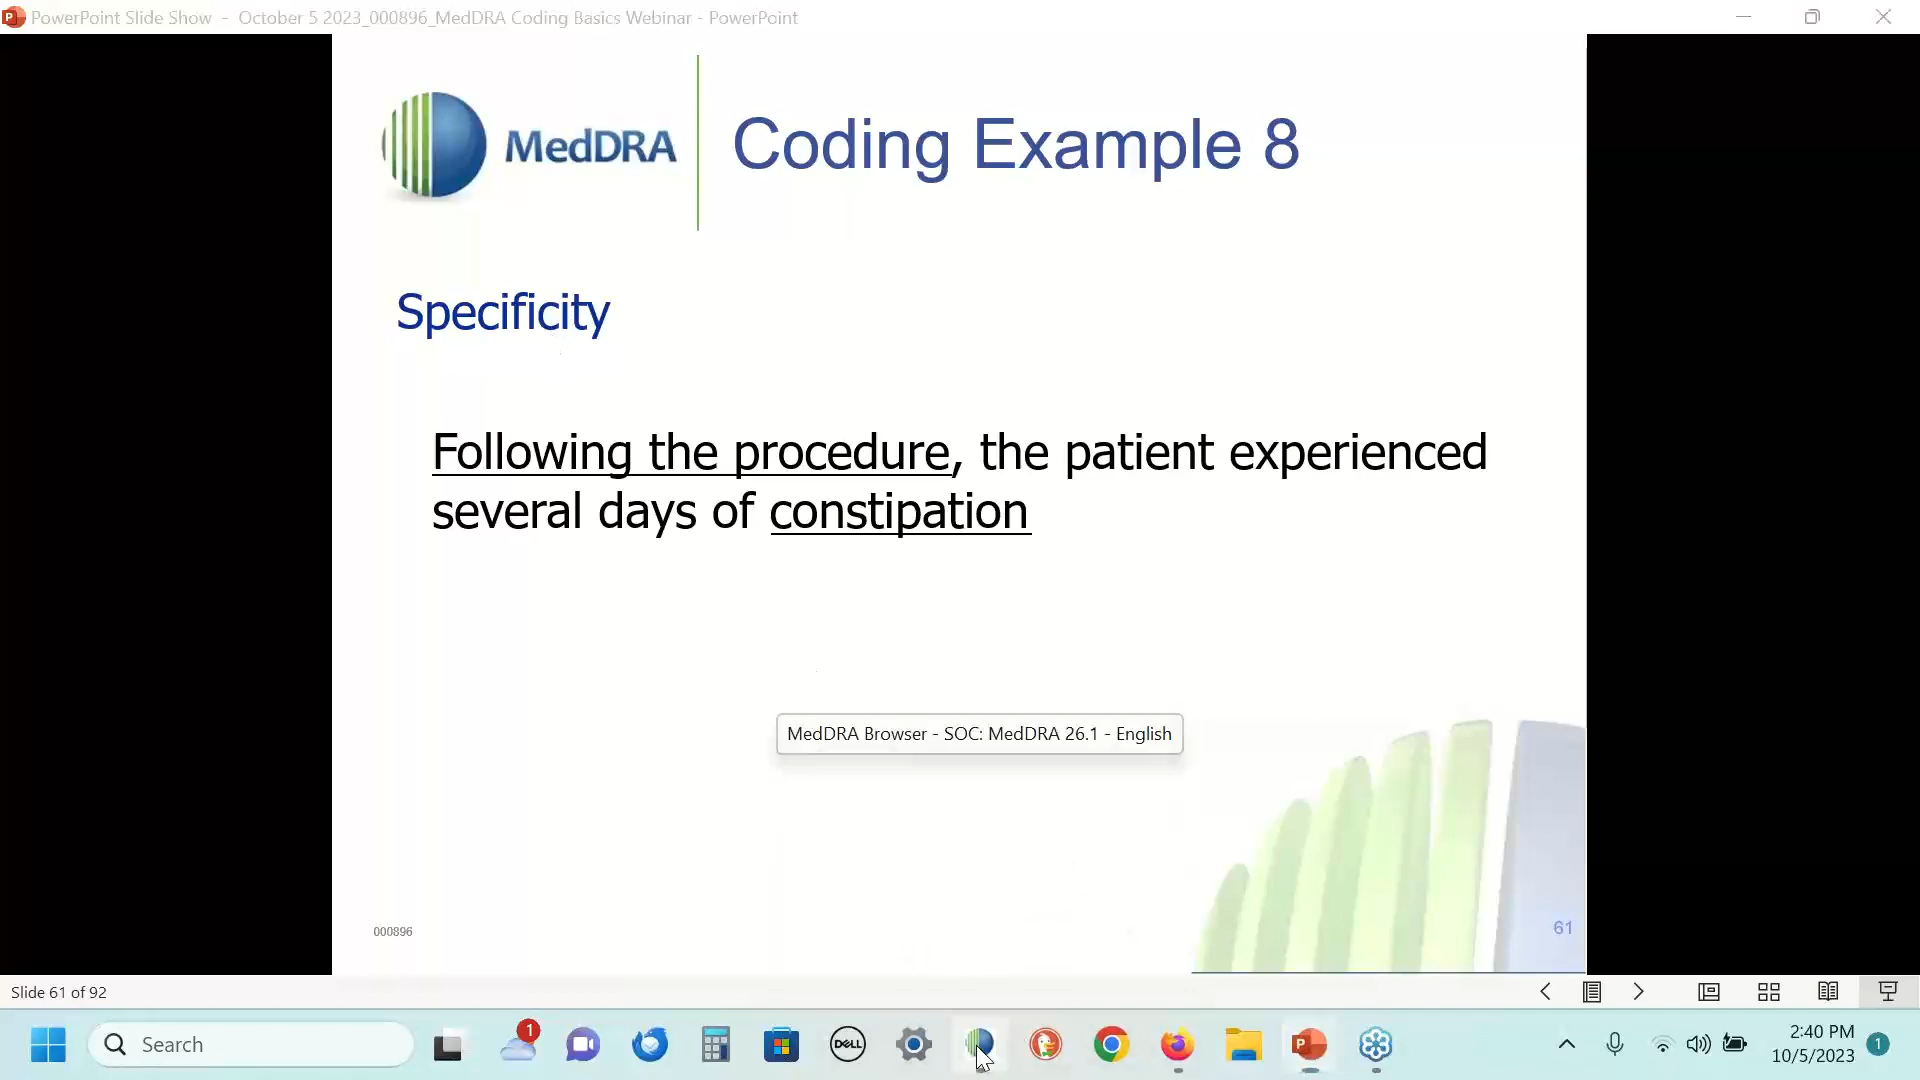 PowerPoint Slide Show - October 5 2023_000896_MedDRA Coding Basics Webinar - PowerPoint
MedDRA
Coding Example 8
Specificity
Following the procedure, the patient experienced
several days of constipation
MedDRA Browser - SOC: MedDRA 26.1 - English
000896
61
Slide 61 of 92
Search
1
DELL
2:40 PM
10/5/2023
1